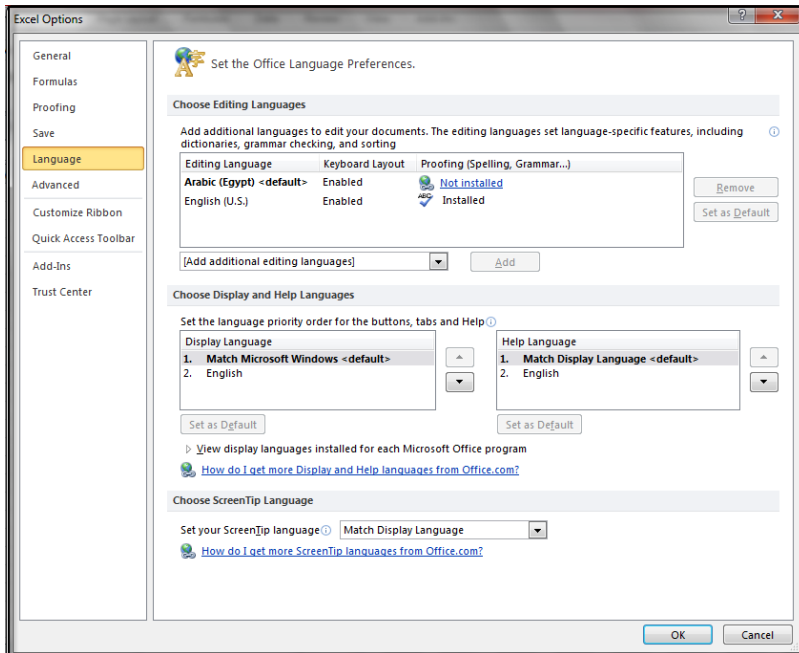 Excel Options
General
Formulas
Proofing
Save
Language
Advanced
Customize Ribbon
Quick Access Toolbar
Add-Ins
Trust Center
Set the Office Language Preferences.
Choose Editing Languages
Add additional languages to edit your documents. The editing languages set language-specific features, including
dictionaries, grammar checking, and sorting
Editing Language Keyboard Layout Proofing (Spelling, Grammar...)
Arabic (Egypt) <default> Enabled Not installed
English (U.S.) Enabled Installed
Remove
Set as Default
[Add additional editing languages] Add
Choose Display and Help Languages
Set the language priority order for the buttons, tabs and Help
Display Language
1. Match Microsoft Windows <default>
2. English
Set as Default
Help Language
1. Match Display Language <default>
2. English
Set as Default
View display languages installed for each Microsoft Office program
How do I get more Display and Help languages from Office.com?
Choose ScreenTip Language
Set your ScreenTip language Match Display Language
How do I get more ScreenTip languages from Office.com?
OK Cancel